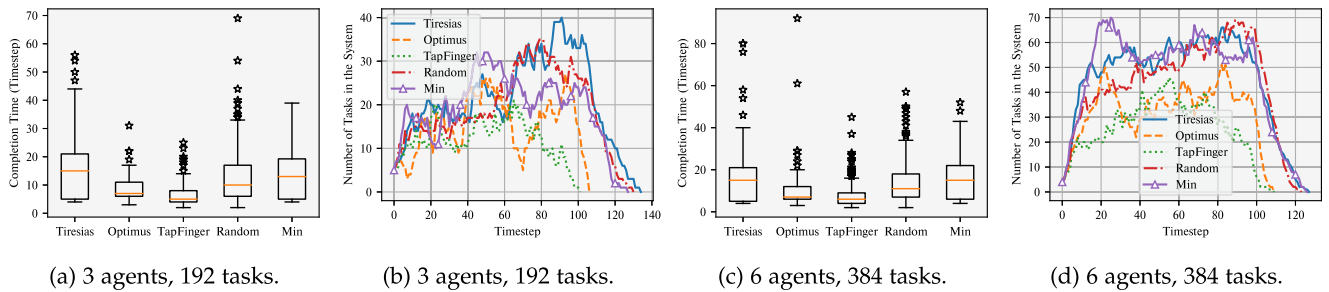 Completion Time (Timestep)
70
60
50
40
30
20
10
0
Tiresias Optimus TapFinger Random Min
(a) 3 agents, 192 tasks.
Number of Tasks in the System
40
30
20
10
0
Tiresias
Optimus
TapFinger
Random
Min
0 20 40 60 80 100 120 140
Timestep
(b) 3 agents, 192 tasks.
Completion Time (Timestep)
80
60
40
20
0
Tiresias Optimus TapFinger Random Min
(c) 6 agents, 384 tasks.
Number of Tasks in the System
70
60
50
40
30
20
10
0
Tiresias
Optimus
TapFinger
Random
Min
0 20 40 60 80 100 120
Timestep
(d) 6 agents, 384 tasks.